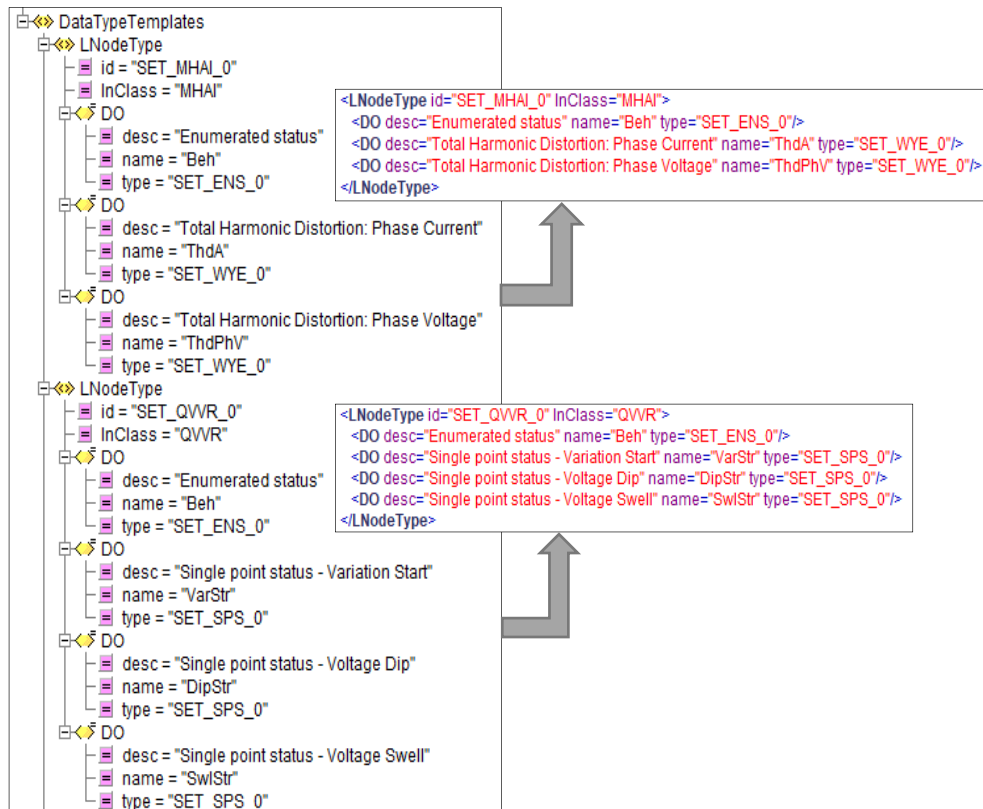 DataTypeTemplates
LNodeType
id = "SET_MHAI_0"
lnClass = "MHAI"
DO
desc = "Enumerated status"
name = "Beh"
type = "SET_ENS_0"
DO
desc = "Total Harmonic Distortion: Phase Current"
name = "ThdA"
type = "SET_WYE_0"
DO
desc = "Total Harmonic Distortion: Phase Voltage"
name = "ThdPhV"
type = "SET_WYE_0"
LNodeType
id = "SET_QVVR_0"
lnClass = "QVVR"
DO
desc = "Enumerated status"
name = "Beh"
type = "SET_ENS_0"
DO
desc = "Single point status - Variation Start"
name = "VarStr"
type = "SET_SPS_0"
DO
desc = "Single point status - Voltage Dip"
name = "DipStr"
type = "SET_SPS_0"
DO
desc = "Single point status - Voltage Swell"
name = "SwlStr"
type = "SET_SPS_0"
<LNodeType id="SET_MHAI_0" lnClass="MHAI">
<DO desc="Enumerated status" name="Beh" type="SET_ENS_0"/>
<DO desc="Total Harmonic Distortion: Phase Current" name="ThdA" type="SET_WYE_0"/>
<DO desc="Total Harmonic Distortion: Phase Voltage" name="ThdPhV" type="SET_WYE_0"/>
</LNodeType>
<LNodeType id="SET_QVVR_0" lnClass="QVVR">
<DO desc="Enumerated status" name="Beh" type="SET_ENS_0"/>
<DO desc="Single point status - Variation Start" name="VarStr" type="SET_SPS_0"/>
<DO desc="Single point status - Voltage Dip" name="DipStr" type="SET_SPS_0"/>
<DO desc="Single point status - Voltage Swell" name="SwlStr" type="SET_SPS_0"/>
</LNodeType>